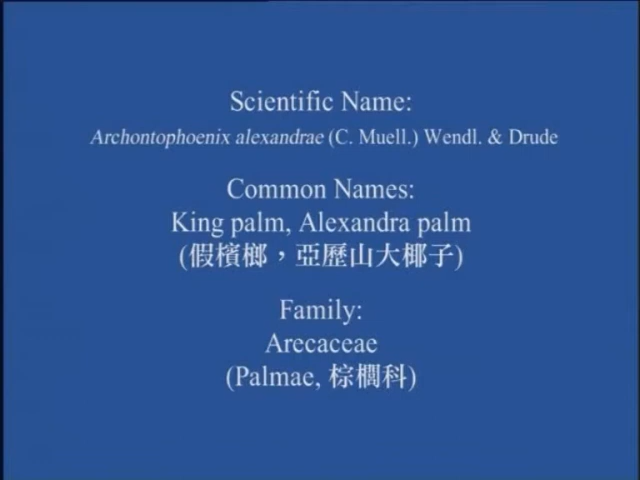 Scientific Name:
Archontophoenix alexandrae (C. Muell.) Wendl. & Drude
Common Names:
King palm, Alexandra palm
(假檳榔，亞歷山大椰子)
Family:
Arecaceae
(Palmae, 棕櫚科)